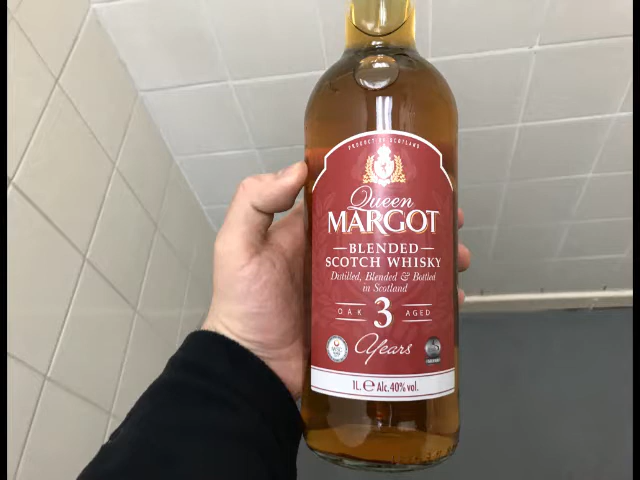 PRODUCT OF SCOTLAND
Queen
MARGOT
BLENDED
SCOTCH WHISKY
Distilled, Blended & Bottled
in Scotland
OAK 3 AGED
Years
1L ℮ Alc. 40% vol.